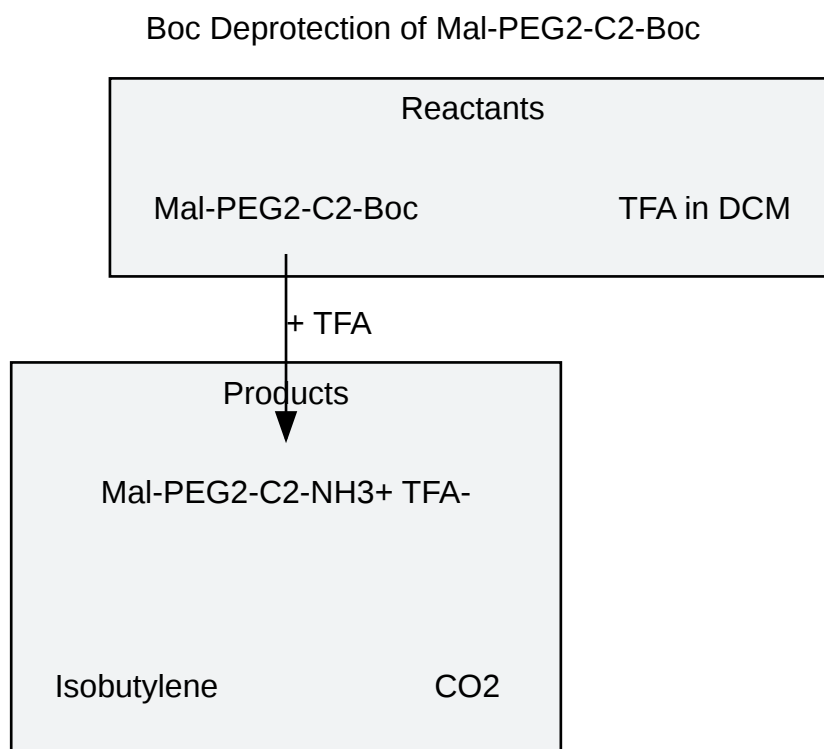 Boc Deprotection of Mal-PEG2-C2-Boc
Reactants
Mal-PEG2-C2-Boc TFA in DCM
+ TFA
Products
Mal-PEG2-C2-NH3+ TFA-
Isobutylene CO2